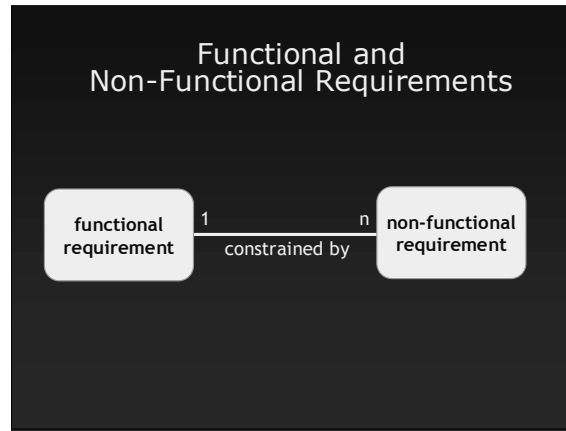 Functional and
Non-Functional Requirements
functional
requirement
1
n
constrained by
non-functional
requirement